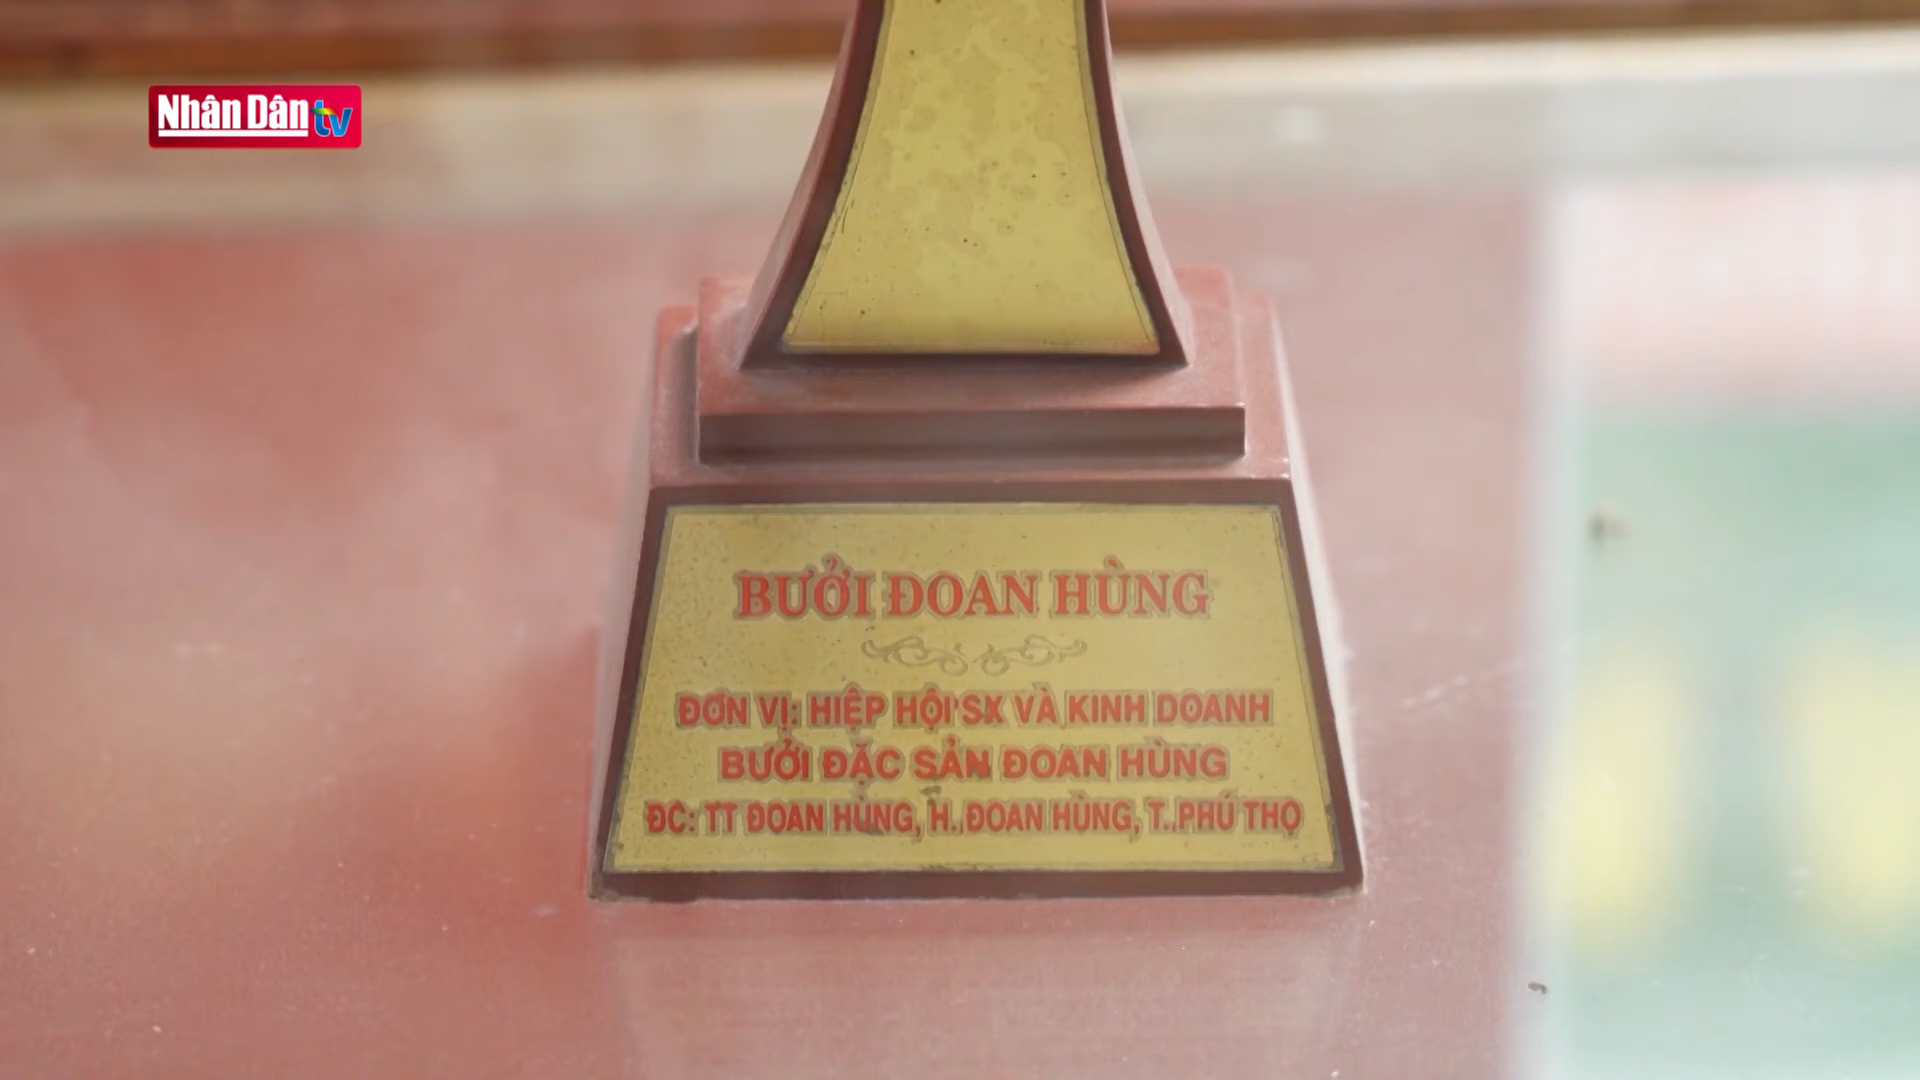 Nhân Dân tv
BƯỞI ĐOAN HÙNG
ĐƠN VỊ: HIỆP HỘI SX VÀ KINH DOANH
BƯỞI ĐẶC SẢN ĐOAN HÙNG
ĐC: TT ĐOAN HÙNG, H. ĐOAN HÙNG, T. PHÚ THỌ